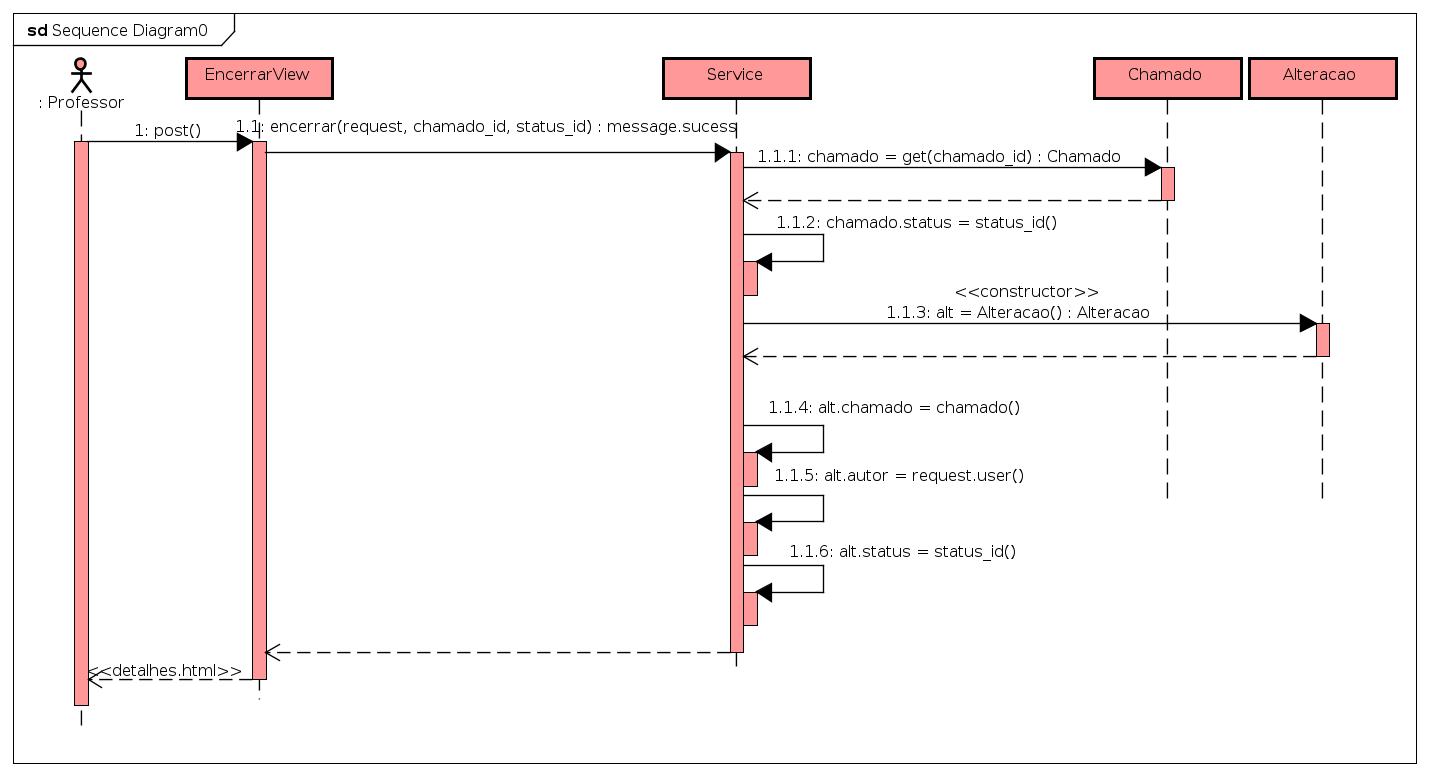 sd Sequence Diagram0
EncerrarView
Service
Chamado
Alteracao
: Professor
1: post()
1.1: encerrar(request, chamado_id, status_id) : message.sucess
1.1.1: chamado = get(chamado_id) : Chamado
1.1.2: chamado.status = status_id()
<<constructor>>
1.1.3: alt = Alteracao() : Alteracao
1.1.4: alt.chamado = chamado()
1.1.5: alt.autor = request.user()
1.1.6: alt.status = status_id()
<<detalhes.html>>